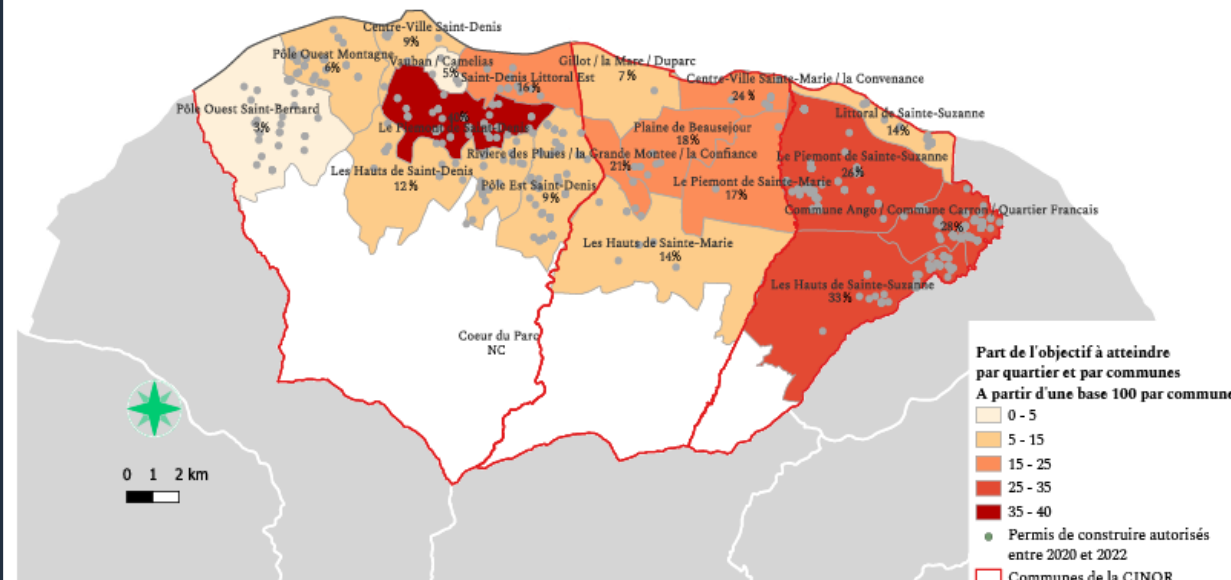 Centre-Ville Saint-Denis
9%
Pôle Ouest Montagne
6%
Vauban / Camelias
5%
Saint-Denis Littoral Est
16%
Gillot / la Mare / Duparc
7%
Centre-Ville Sainte-Marie / la Convenance
24 %
Pôle Ouest Saint-Bernard
3%
Littoral de Sainte-Suzanne
14%
Le Piemont de Saint-Denis
Plaine de Beausejour
18%
Riviere des Pluies / la Grande Montee / la Confiance
21%
Le Piemont de Sainte-Suzanne
26%
Les Hauts de Saint-Denis
12%
Pôle Est Saint-Denis
9%
Le Piemont de Sainte-Marie
17%
Commune Ango / Commune Carron / Quartier Francais
28%
Les Hauts de Sainte-Marie
14%
Les Hauts de Sainte-Suzanne
33%
Coeur du Parc
NC
0 1 2 km
Part de l'objectif à atteindre
par quartier et par communes
A partir d'une base 100 par commune
0 - 5
5 - 15
15 - 25
25 - 35
35 - 40
Permis de construire autorisés
entre 2020 et 2022
Communes de la CINOR